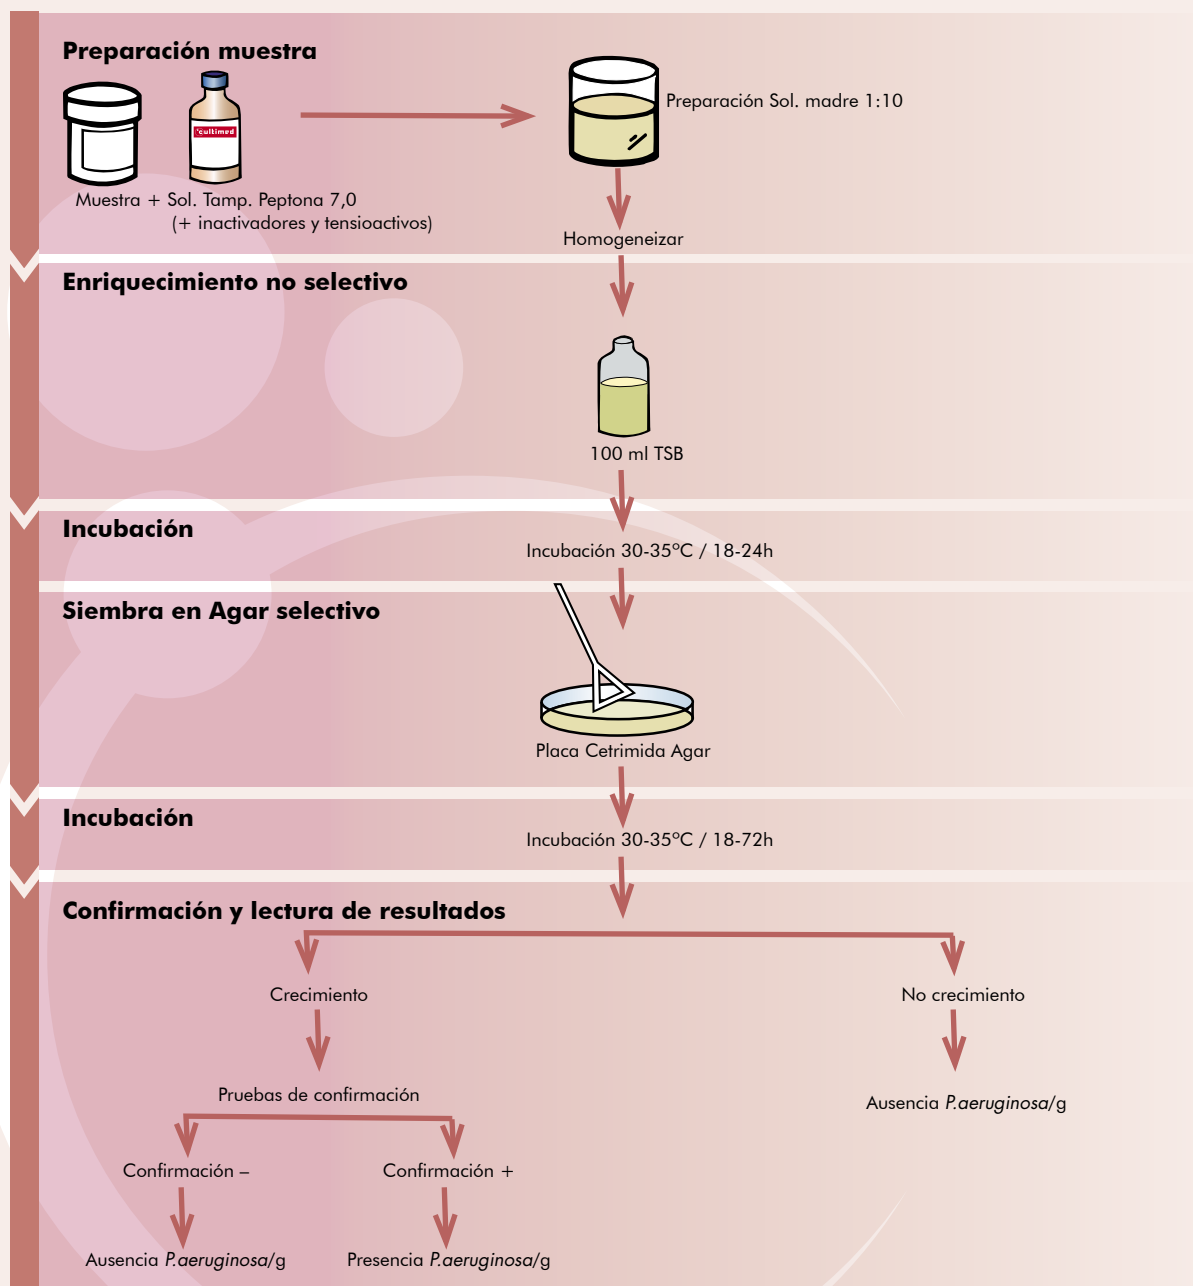 Preparación muestra
cultimed
Preparación Sol. madre 1:10
Muestra + Sol. Tamp. Peptona 7,0
(+ inactivadores y tensioactivos)
Homogeneizar
Enriquecimiento no selectivo
100 ml TSB
Incubación
Incubación 30-35ºC / 18-24h
Siembra en Agar selectivo
Placa Cetrimida Agar
Incubación
Incubación 30-35ºC / 18-72h
Confirmación y lectura de resultados
Crecimiento
No crecimiento
Pruebas de confirmación
Ausencia P.aeruginosa/g
Confirmación –
Confirmación +
Ausencia P.aeruginosa/g
Presencia P.aeruginosa/g